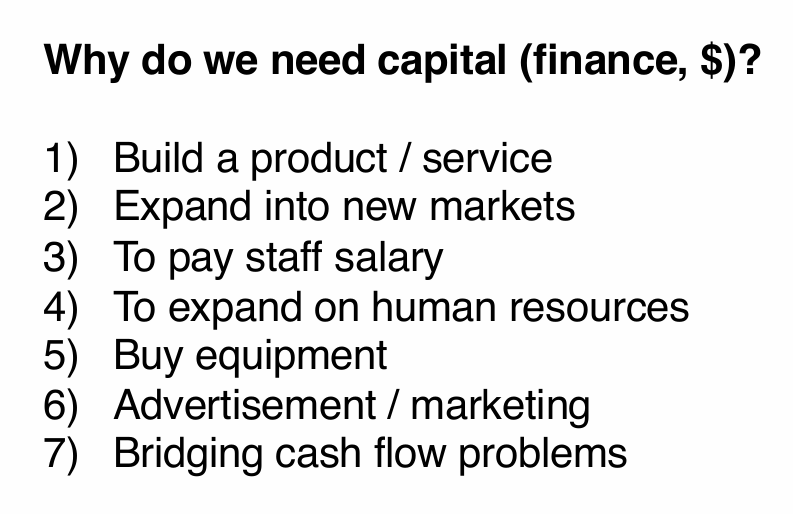 Why do we need capital (finance, $)?
1) Build a product / service
2) Expand into new markets
3) To pay staff salary
4) To expand on human resources
5) Buy equipment
6) Advertisement / marketing
7) Bridging cash flow problems